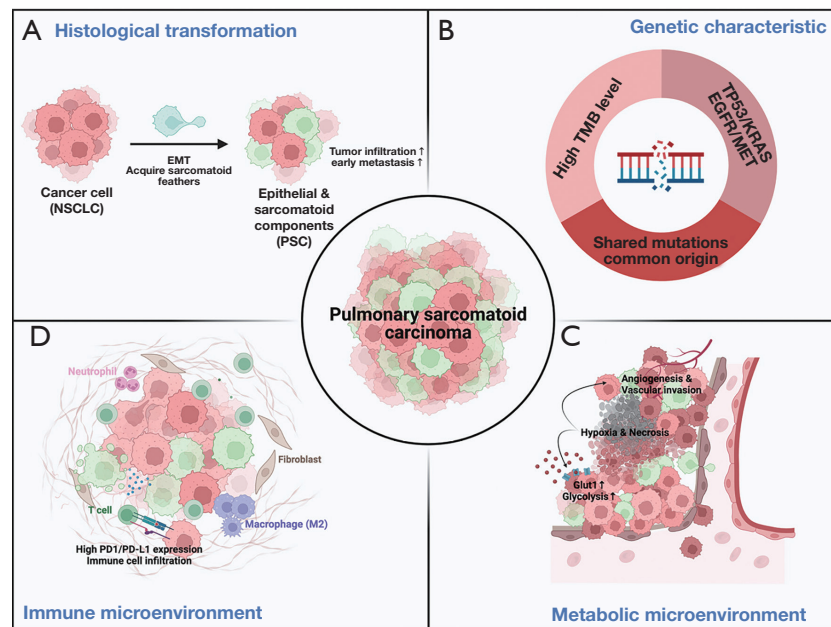 A
Histological transformation
Cancer cell
(NSCLC)
EMT
Acquire sarcomatoid
feathers
Epithelial &
sarcomatoid
components
(PSC)
Tumor infiltration ↑
early metastasis ↑
B
Genetic characteristic
High TMB level
TP53/KRAS
EGFR/MET
Shared mutations
common origin
Pulmonary sarcomatoid
carcinoma
D
Neutrophil
Fibroblast
T cell
Macrophage (M2)
High PD1/PD-L1 expression
Immune cell infiltration
Immune microenvironment
C
Angiogenesis &
Vascular invasion
Hypoxia & Necrosis
Glut1 ↑
Glycolysis ↑
Metabolic microenvironment